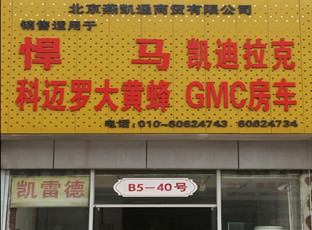 北京燕凯通商贸有限公司
销售适用于
悍 马 凯迪拉克
科迈罗大黄蜂 GMC房车
电话:010-60624743 60624734
凯雷德
B5-40号